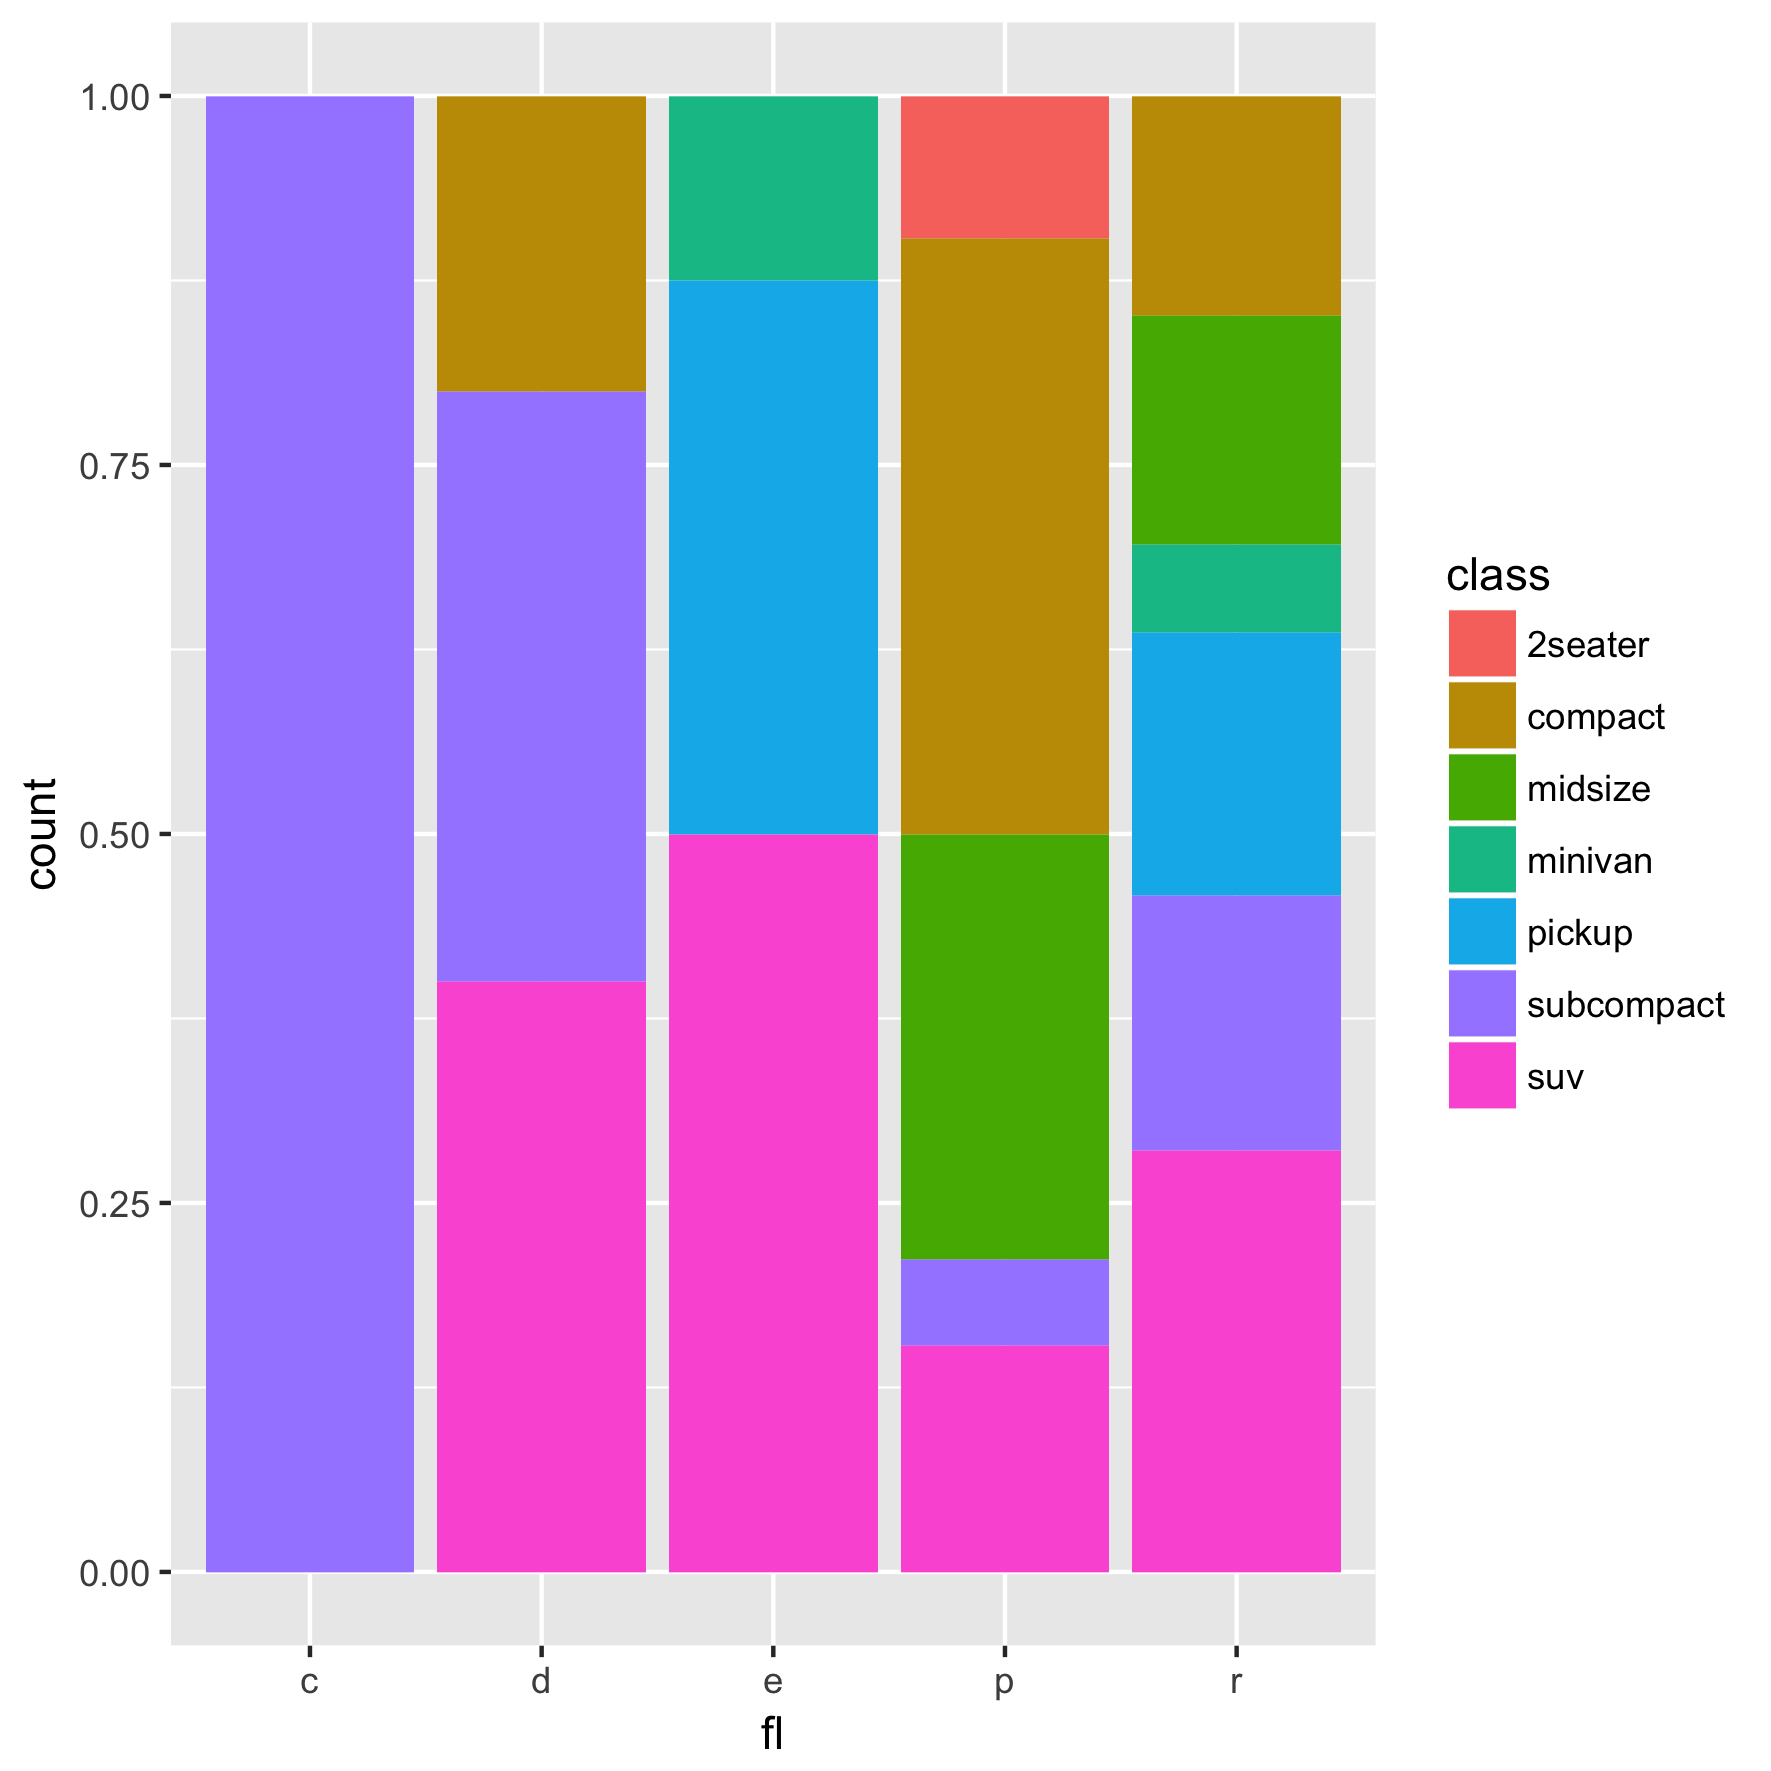 count
1.00
0.75
0.50
0.25
0.00
c d e p r
fl
class
2seater
compact
midsize
minivan
pickup
subcompact
suv